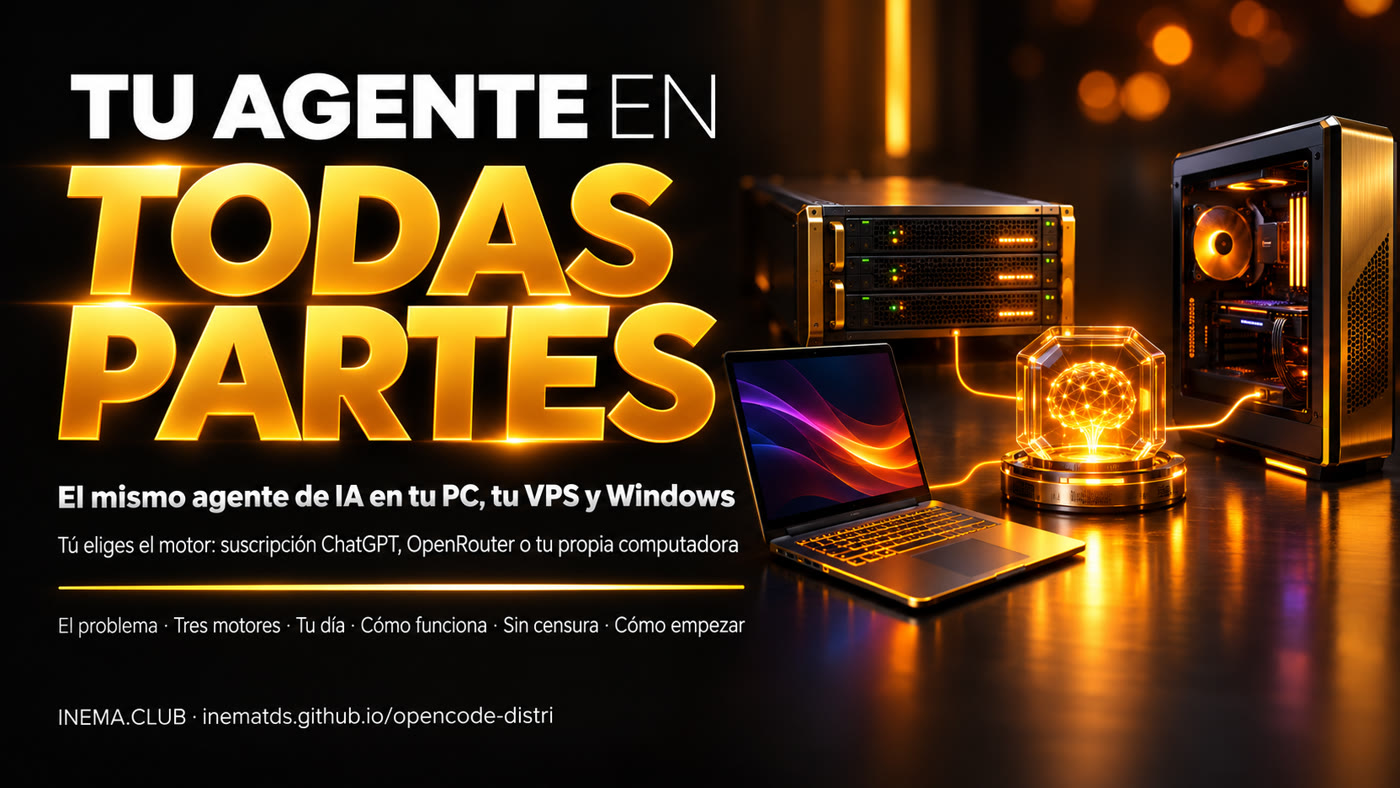 TU AGENTE EN
TODAS
PARTES
El mismo agente de IA en tu PC, tu VPS y Windows
Tú eliges el motor: suscripción ChatGPT, OpenRouter o tu propia computadora
El problema · Tres motores · Tu día · Cómo funciona · Sin censura · Cómo empezar
INEMA.CLUB · inematds.github.io/opencode-distri